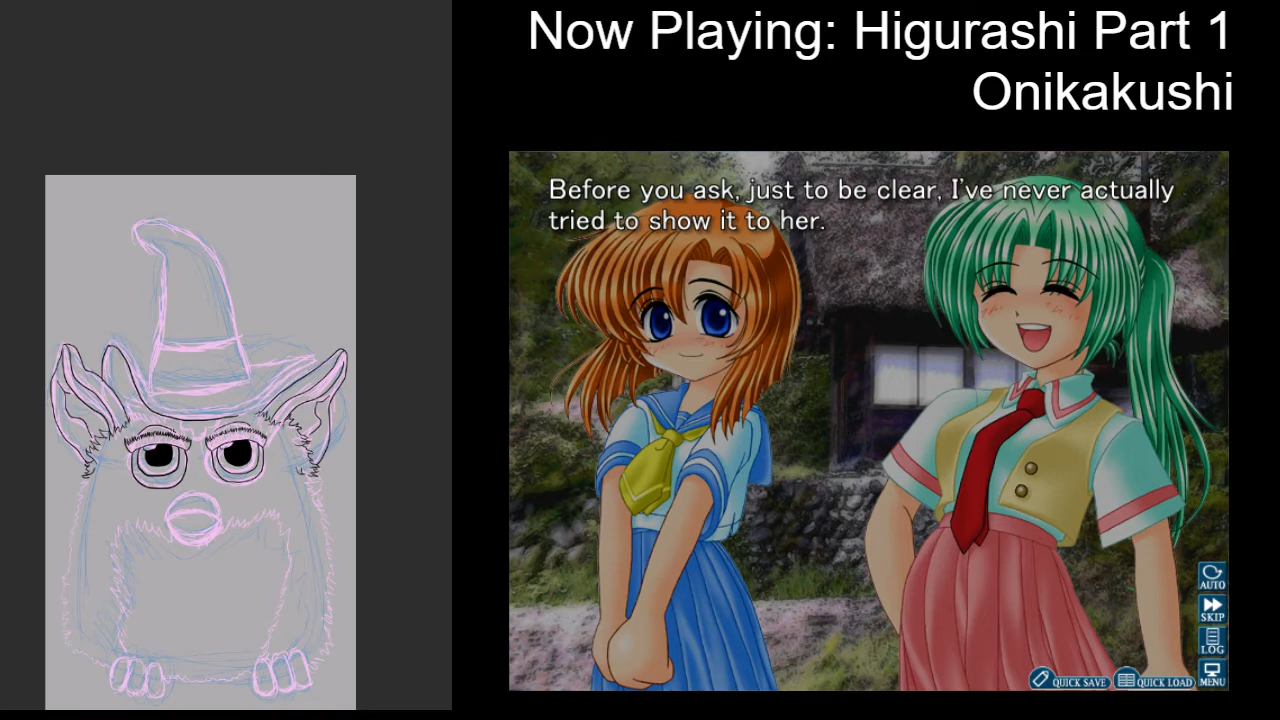 Now Playing: Higurashi Part 1
Onikakushi
Before you ask, just to be clear, I've never actually
tried to show it to her.
AUTO
SKIP
LOG
MENU
QUICK SAVE
QUICK LOAD